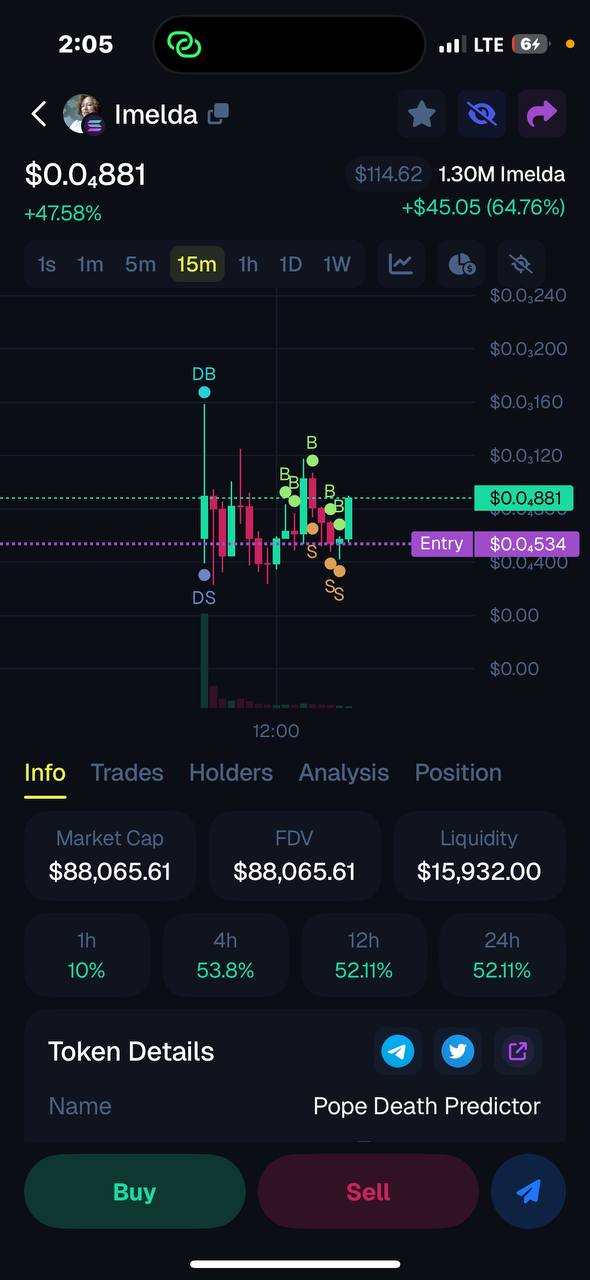 2:05
LTE 6
Imelda
$0.0₄881
$114.62 1.30M Imelda
+47.58%
+$45.05 (64.76%)
1s 1m 5m 15m 1h 1D 1W
$0.0₃240
$0.0₃200
DB
$0.0₃160
B
$0.0₃120
B B B B
$0.0₄881
S
Entry $0.0₄534
$0.0₄400
S S
DS
$0.00
$0.00
12:00
Info Trades Holders Analysis Position
Market Cap FDV Liquidity
$88,065.61 $88,065.61 $15,932.00
1h 4h 12h 24h
10% 53.8% 52.11% 52.11%
Token Details
Name Pope Death Predictor
Buy Sell